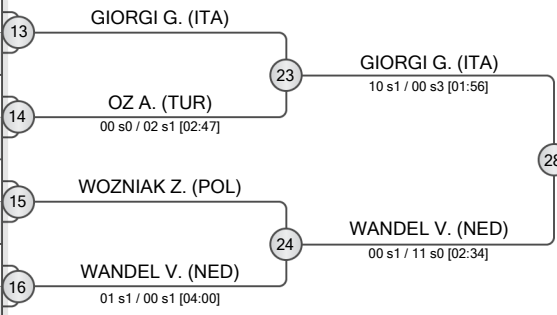 13
GIORGI G. (ITA)
23
GIORGI G. (ITA)
10 s1 / 00 s3 [01:56]
14
OZ A. (TUR)
00 s0 / 02 s1 [02:47]
28
15
WOZNIAK Z. (POL)
24
WANDEL V. (NED)
00 s1 / 11 s0 [02:34]
16
WANDEL V. (NED)
01 s1 / 00 s1 [04:00]